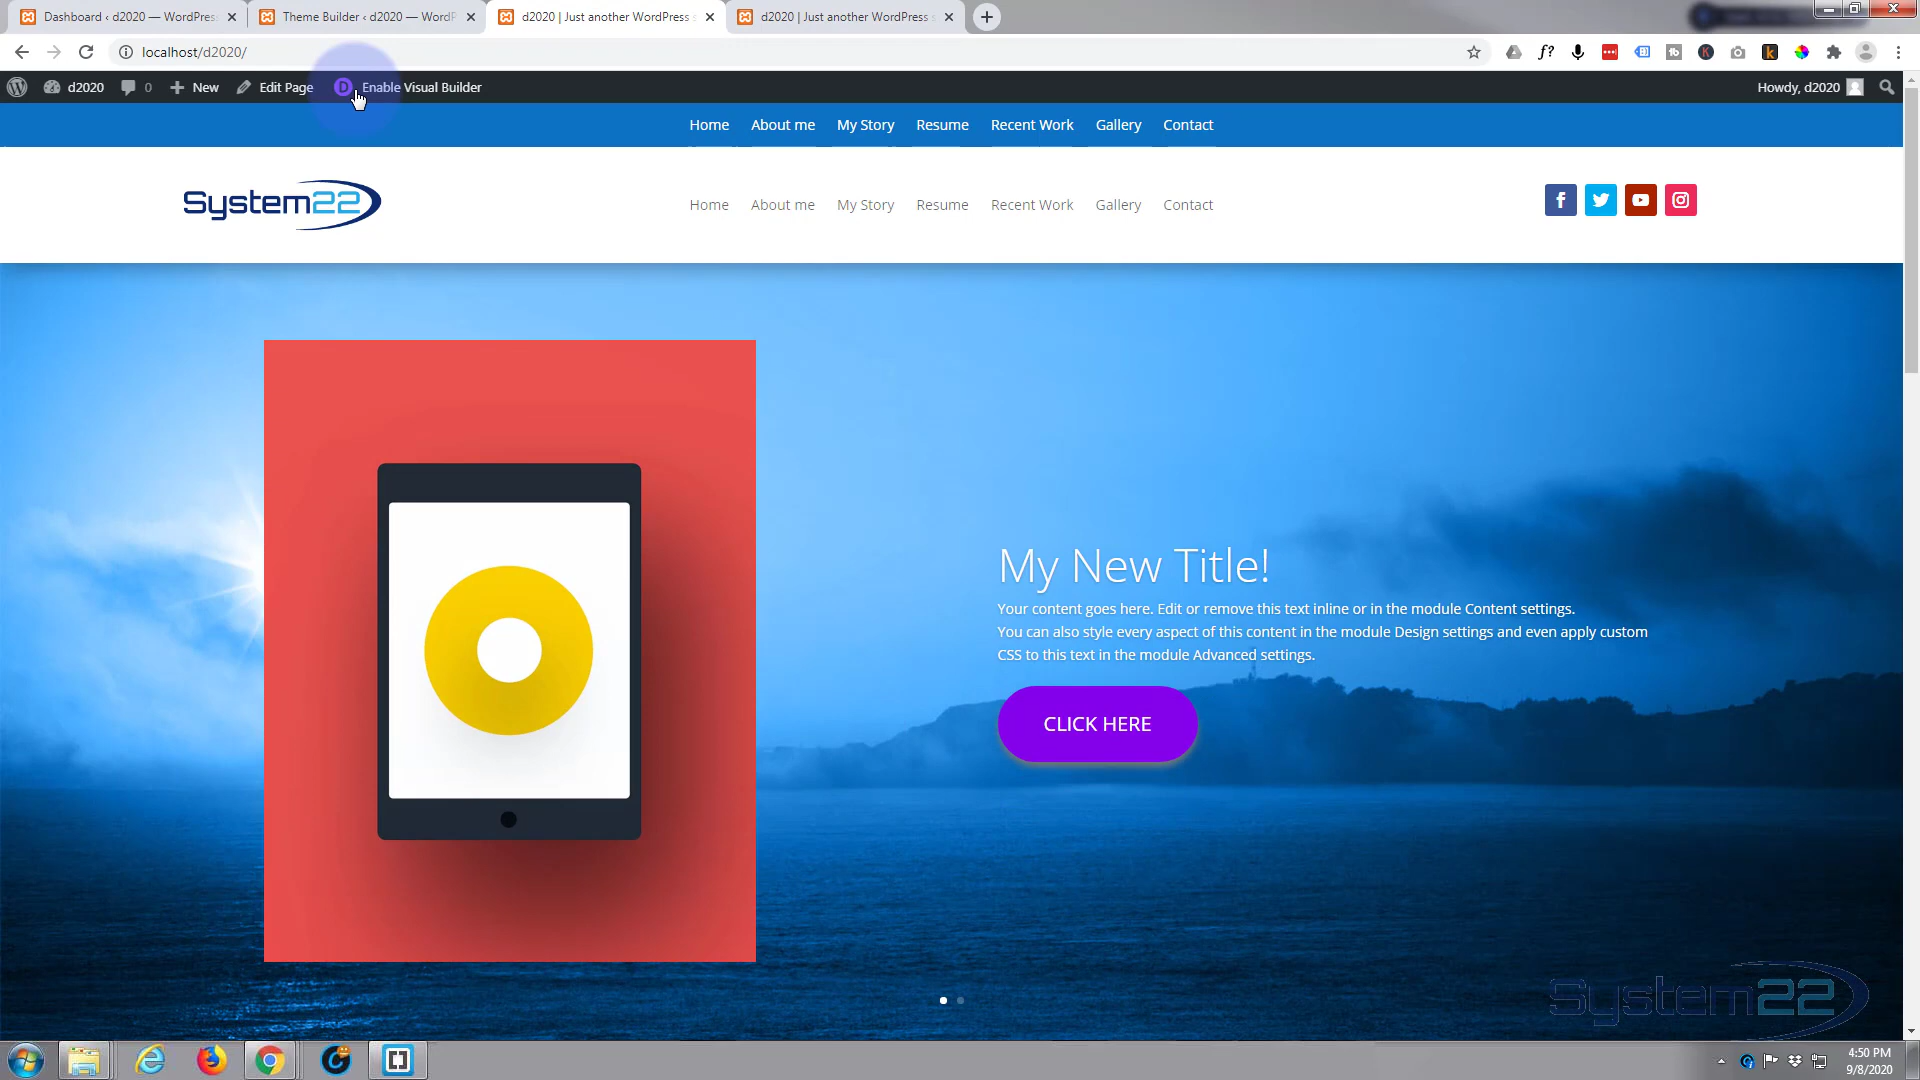 Dashboard ‹ d2020 — WordPress
Theme Builder ‹ d2020 — WordP
d2020 | Just another WordPress s
d2020 | Just another WordPress s
localhost/d2020/
d2020
0
New
Edit Page
Enable Visual Builder
Howdy, d2020
Home About me My Story Resume Recent Work Gallery Contact
System22
Home About me My Story Resume Recent Work Gallery Contact
My New Title!
Your content goes here. Edit or remove this text inline or in the module Content settings.
You can also style every aspect of this content in the module Design settings and even apply custom
CSS to this text in the module Advanced settings.
CLICK HERE
System22
4:50 PM
9/8/2020